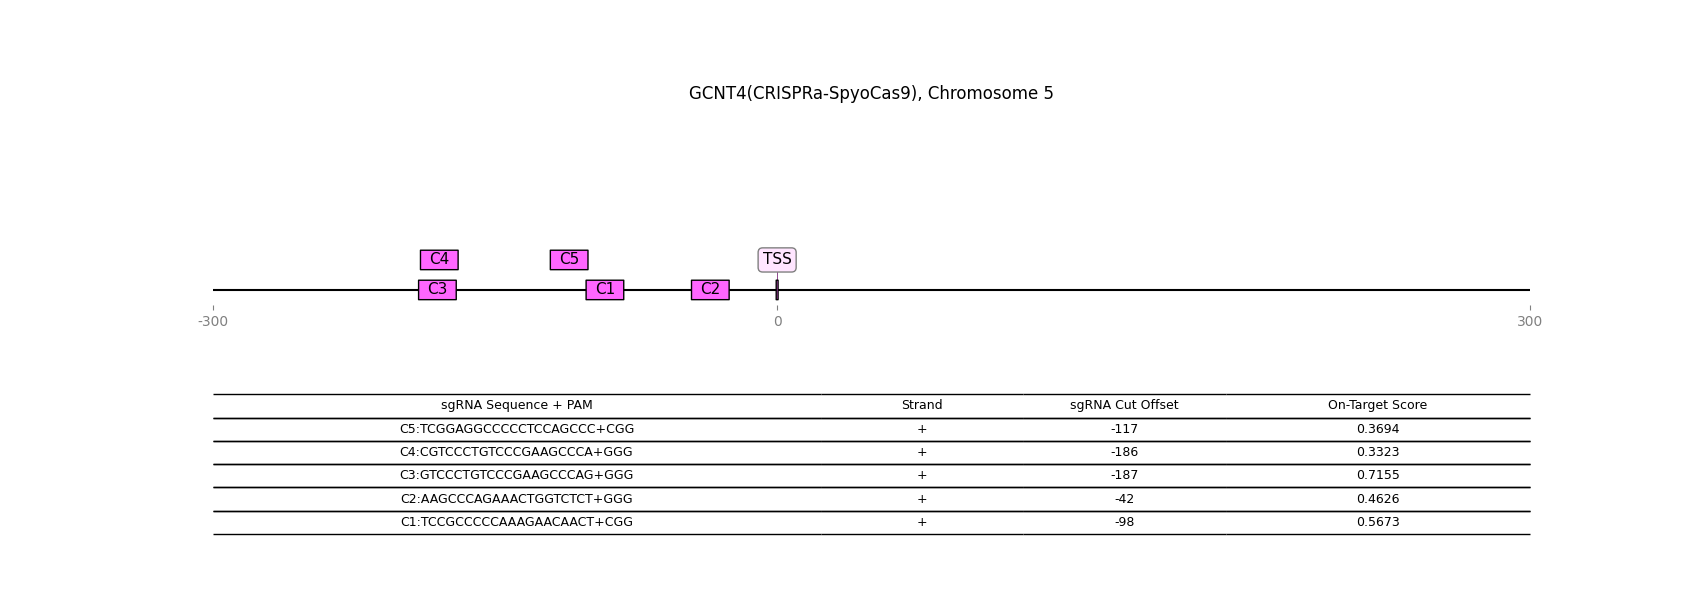 GCNT4(CRISPRa-SpyoCas9), Chromosome 5
C4 C5 TSS
C3 C1 C2
-300 0 300
sgRNA Sequence + PAM Strand sgRNA Cut Offset On-Target Score
C5:TCGGAGGCCCCCTCCAGCCC+CGG + -117 0.3694
C4:CGTCCCTGTCCCGAAGCCCA+GGG + -186 0.3323
C3:GTCCCTGTCCCGAAGCCCAG+GGG + -187 0.7155
C2:AAGCCCAGAAACTGGTCTCT+GGG + -42 0.4626
C1:TCCGCCCCCAAAGAACAACT+CGG + -98 0.5673